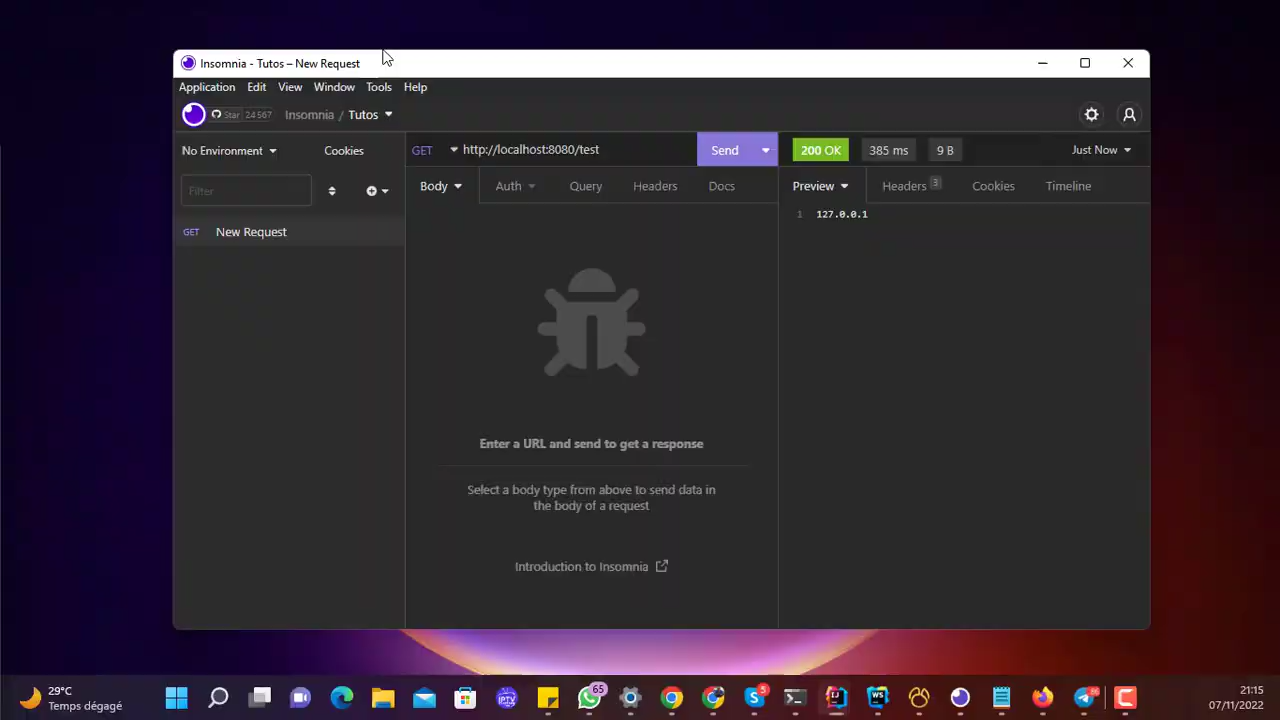 Insomnia - Tutos – New Request
Application Edit View Window Tools Help
Star 24 567 Insomnia / Tutos
No Environment Cookies
GET http://localhost:8080/test Send
200 OK 385 ms 9 B Just Now
Filter
Body Auth Query Headers Docs
Preview Headers 3 Cookies Timeline
GET New Request
1 127.0.0.1
Enter a URL and send to get a response
Select a body type from above to send data in
the body of a request
Introduction to Insomnia
29°C
Temps dégagé
IPTV
65
5
IJ
WS
86
21:15
07/11/2022